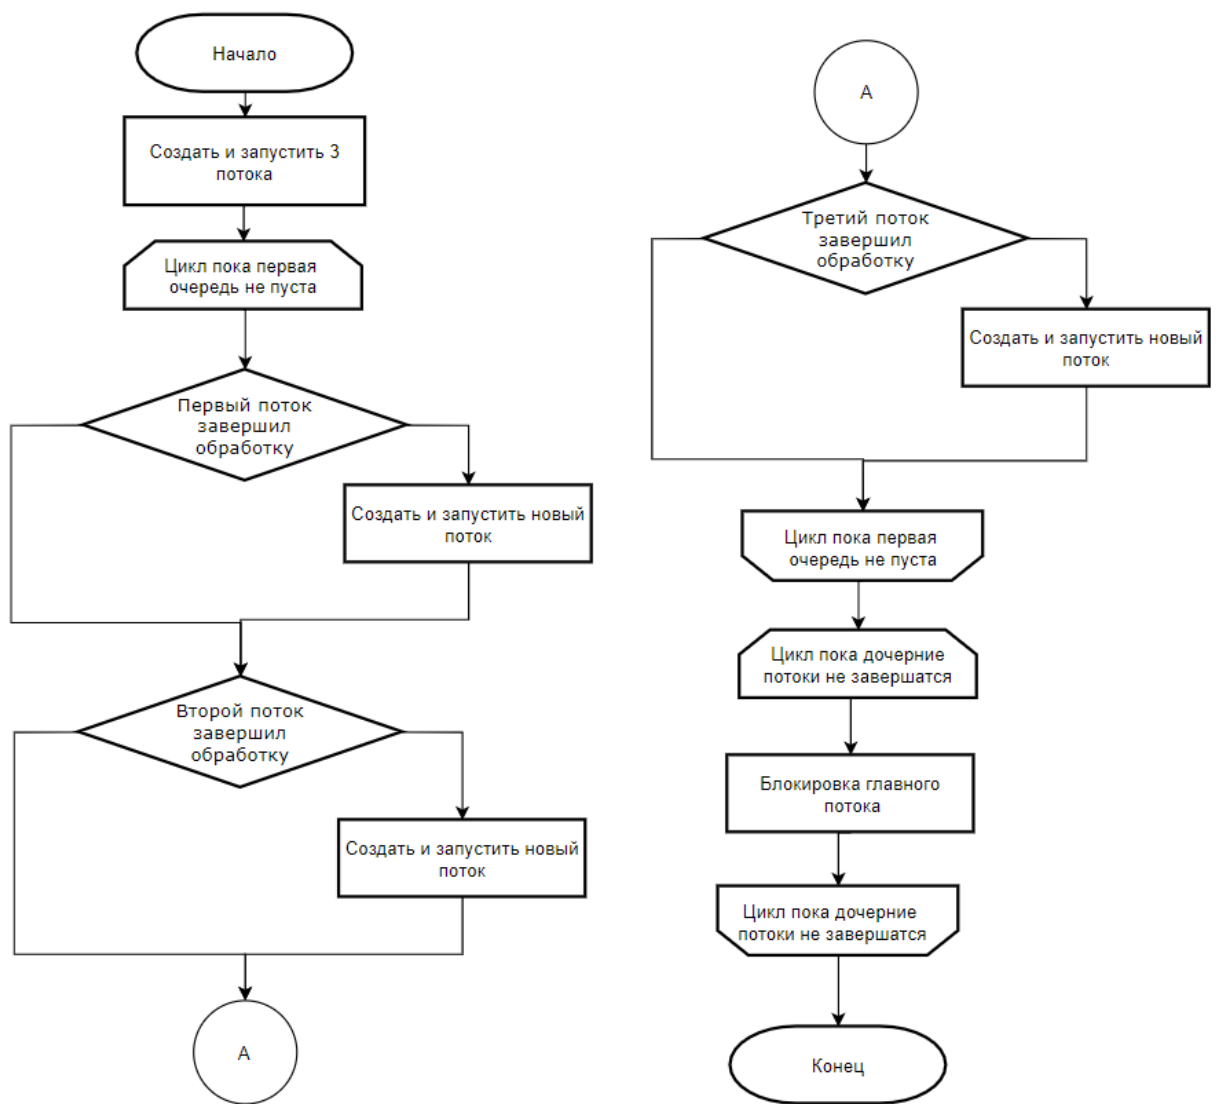 Начало
Создать и запустить 3
потока
Цикл пока первая
очередь не пуста
Первый поток
завершил
обработку
Создать и запустить новый
поток
Второй поток
завершил
обработку
Создать и запустить новый
поток
А
А
Третий поток
завершил
обработку
Создать и запустить новый
поток
Цикл пока первая
очередь не пуста
Цикл пока дочерние
потоки не завершатся
Блокировка главного
потока
Цикл пока дочерние
потоки не завершатся
Конец